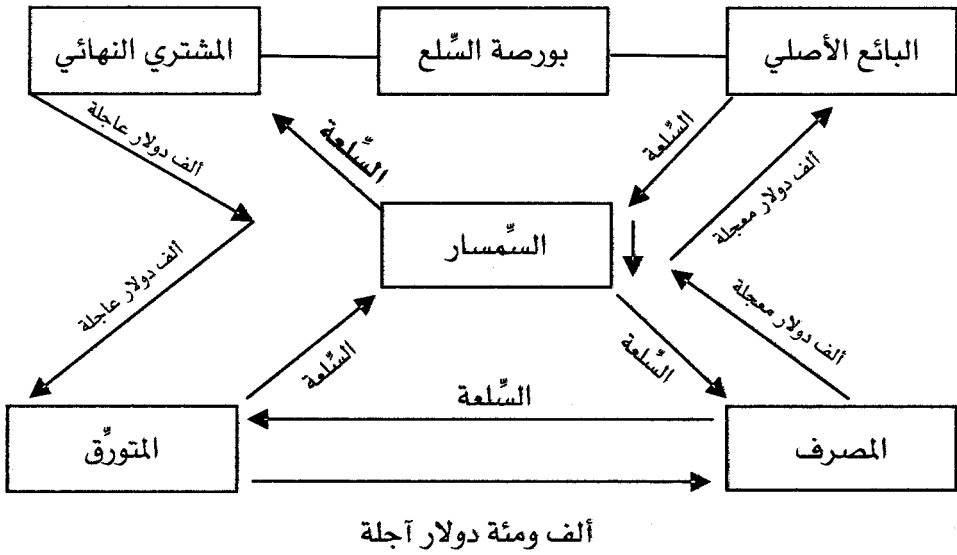 البائع الأصلي
بورصة السِّلع
المشتري النهائي
السِّلعة
ألف دولار معجلة
السِّلعة
ألف دولار عاجلة
السِّمسار
ألف دولار معجلة
السِّلعة
السِّلعة
ألف دولار عاجلة
السِّلعة
المصرف
المتورِّق
ألف ومئة دولار آجلة